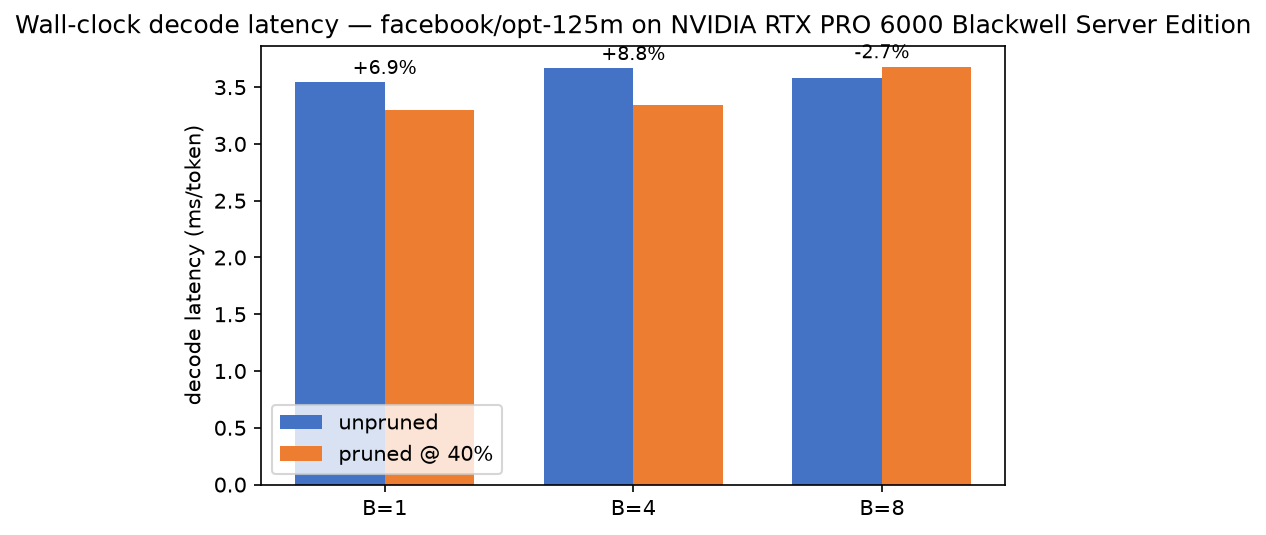 Wall-clock decode latency — facebook/opt-125m on NVIDIA RTX PRO 6000 Blackwell Server Edition
+6.9%
+8.8%
-2.7%
decode latency (ms/token)
3.5
3.0
2.5
2.0
1.5
1.0
0.5
0.0
unpruned
pruned @ 40%
B=1
B=4
B=8